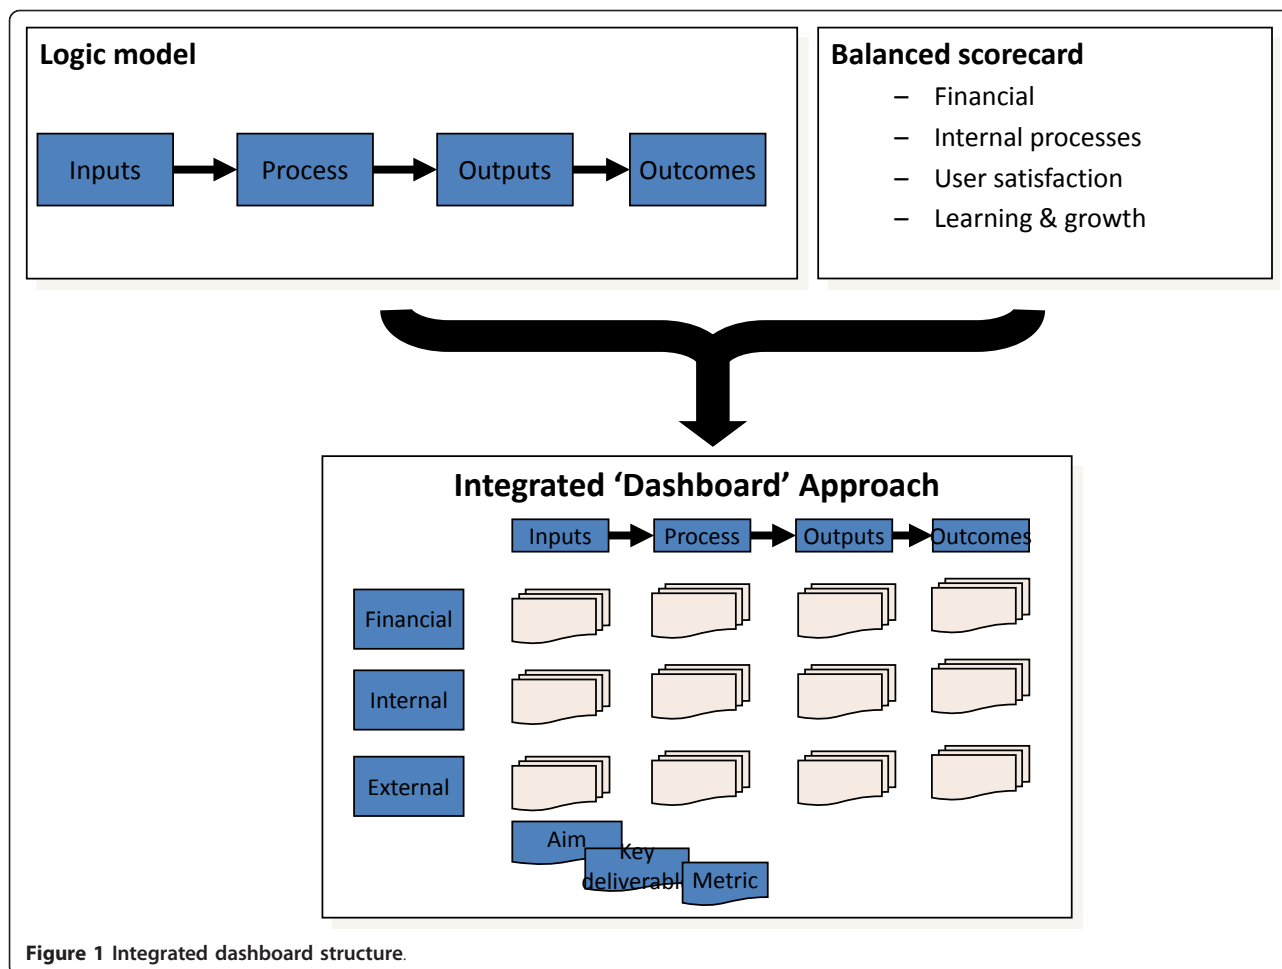 Logic model
Inputs
Process
Outputs
Outcomes
Balanced scorecard
– Financial
– Internal processes
– User satisfaction
– Learning & growth
Integrated ‘Dashboard’ Approach
Inputs
Process
Outputs
Outcomes
Financial
Internal
External
Aim
Key
deliverable
Metric
Figure 1 Integrated dashboard structure.